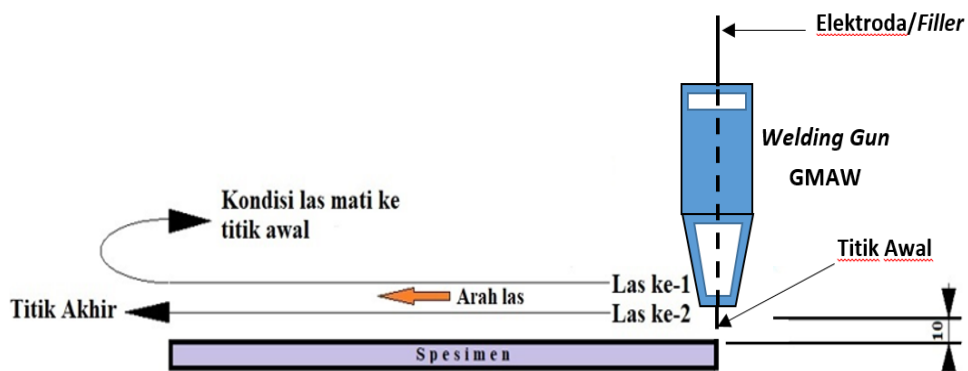 Elektroda/Filler
Welding Gun
GMAW
Kondisi las mati ke
titik awal
Titik Awal
Las ke-1
Arah las
Titik Akhir
Las ke-2
10
Spesimen